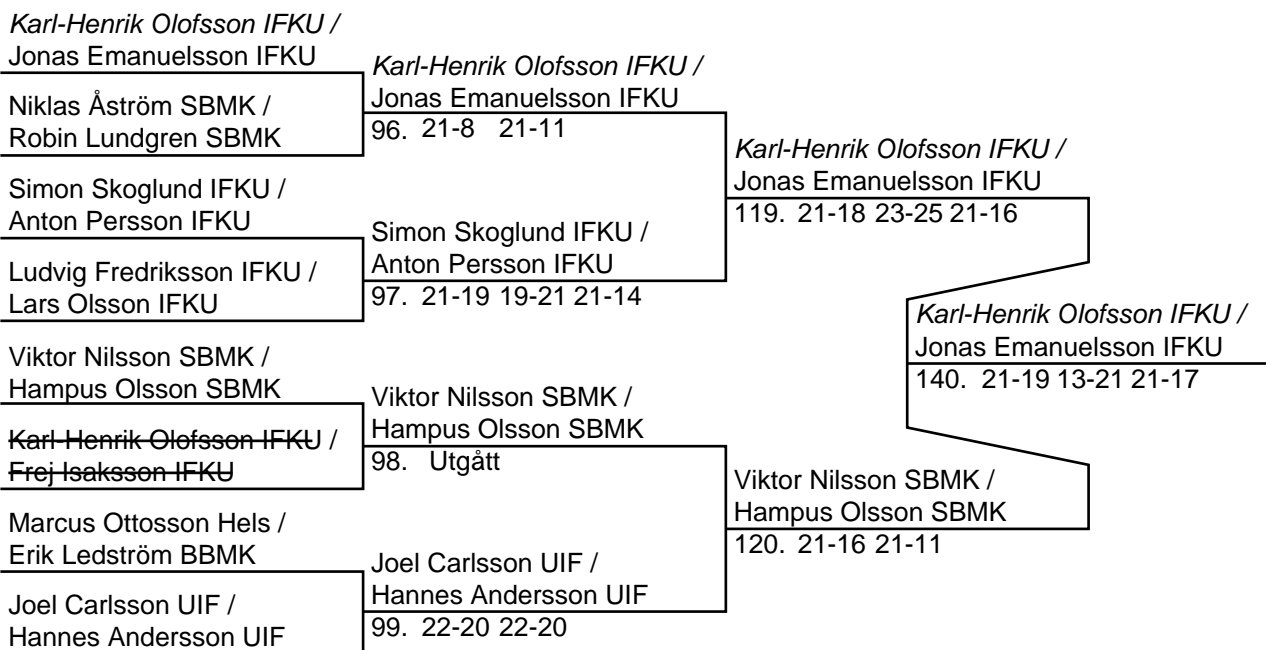 Karl-Henrik Olofsson IFKU /
Jonas Emanuelsson IFKU
Niklas Åström SBMK /
Robin Lundgren SBMK
Simon Skoglund IFKU /
Anton Persson IFKU
Ludvig Fredriksson IFKU /
Lars Olsson IFKU
Viktor Nilsson SBMK /
Hampus Olsson SBMK
Karl-Henrik Olofsson IFKU /
Frej Isaksson IFKU
Marcus Ottosson Hels /
Erik Ledström BBMK
Joel Carlsson UIF /
Hannes Andersson UIF
Karl-Henrik Olofsson IFKU /
Jonas Emanuelsson IFKU
96. 21-8 21-11
Simon Skoglund IFKU /
Anton Persson IFKU
97. 21-19 19-21 21-14
Viktor Nilsson SBMK /
Hampus Olsson SBMK
98. Utgått
Joel Carlsson UIF /
Hannes Andersson UIF
99. 22-20 22-20
Karl-Henrik Olofsson IFKU /
Jonas Emanuelsson IFKU
119. 21-18 23-25 21-16
Viktor Nilsson SBMK /
Hampus Olsson SBMK
120. 21-16 21-11
Karl-Henrik Olofsson IFKU /
Jonas Emanuelsson IFKU
140. 21-19 13-21 21-17